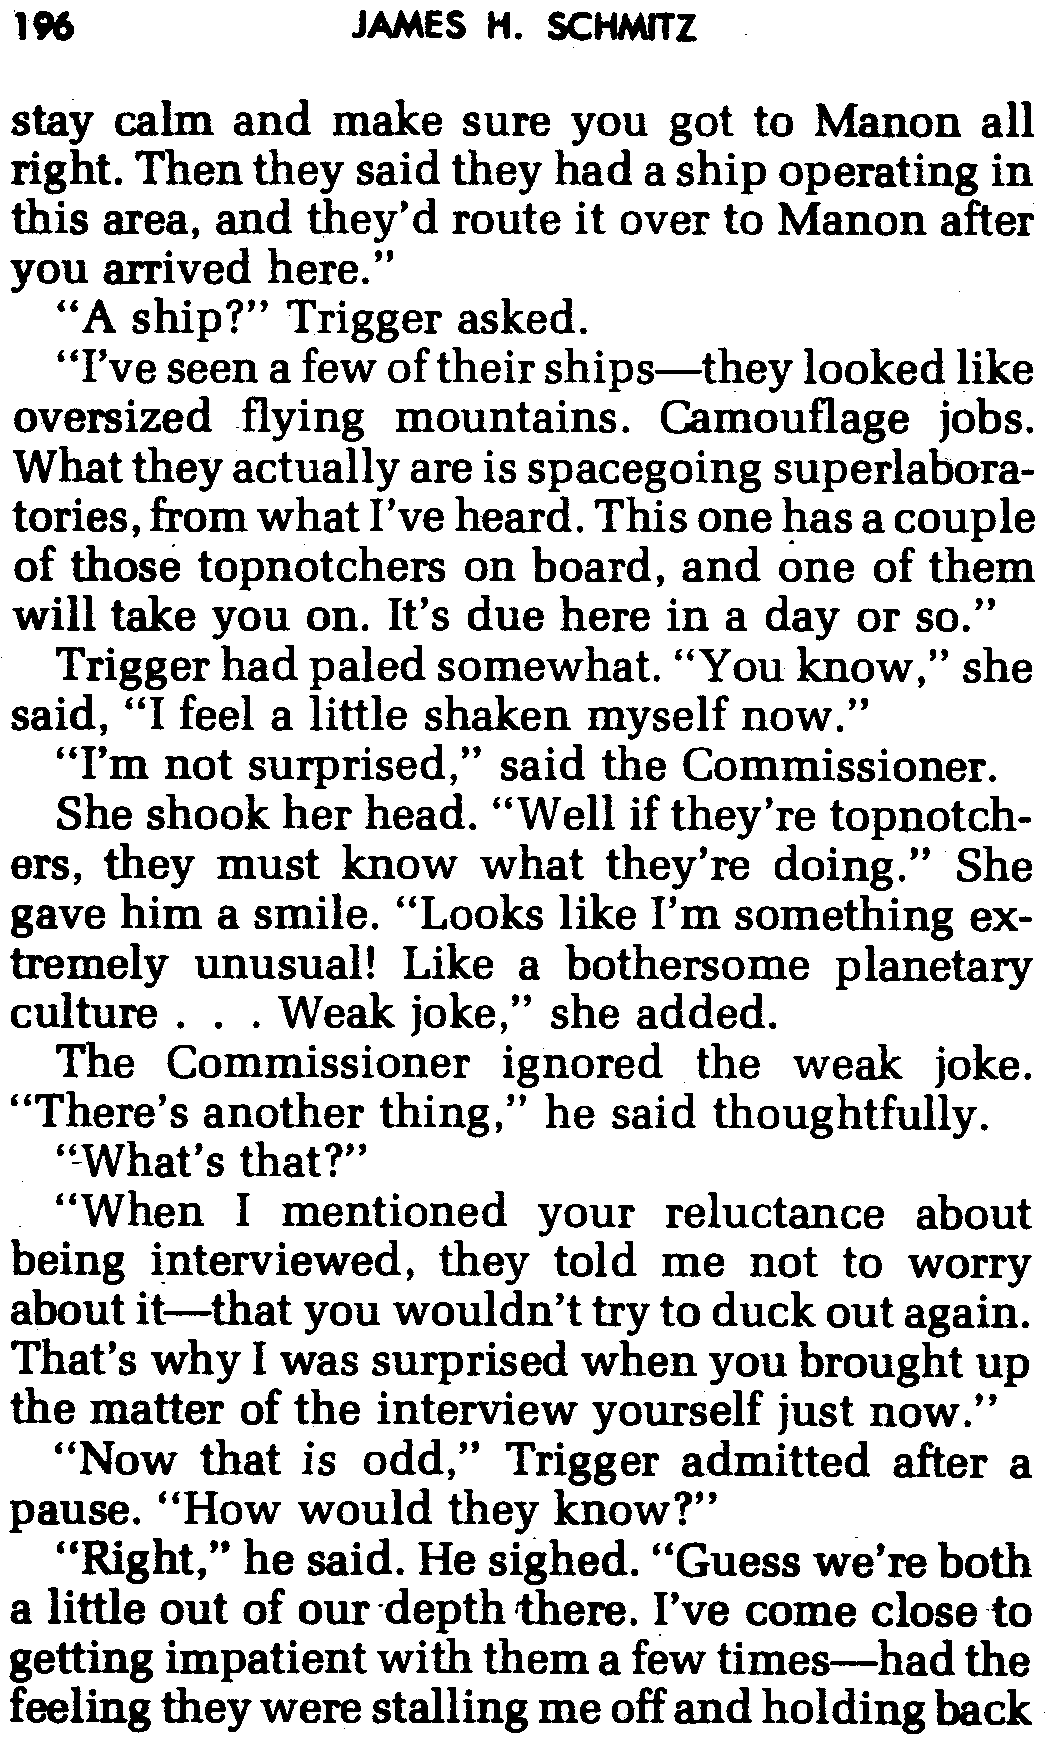 196 JAMES H. SCHMITZ
stay calm and make sure you got to Manon all
right. Then they said they had a ship operating in
this area, and they'd route it over to Manon after
you arrived here."
"A ship?" Trigger asked.
"I've seen a few of their ships—they looked like
oversized flying mountains. Camouflage jobs.
What they actually are is spacegoing superlabora-
tories, from what I've heard. This one has a couple
of those topnotchers on board, and one of them
will take you on. It's due here in a day or so."
Trigger had paled somewhat. "You know," she
said, "I feel a little shaken myself now."
"I'm not surprised," said the Commissioner.
She shook her head. "Well if they're topnotch-
ers, they must know what they're doing." She
gave him a smile. "Looks like I'm something ex-
tremely unusual! Like a bothersome planetary
culture . . . Weak joke," she added.
The Commissioner ignored the weak joke.
"There's another thing," he said thoughtfully.
"What's that?"
"When I mentioned your reluctance about
being interviewed, they told me not to worry
about it—that you wouldn't try to duck out again.
That's why I was surprised when you brought up
the matter of the interview yourself just now."
"Now that is odd," Trigger admitted after a
pause. "How would they know?"
"Right," he said. He sighed. "Guess we're both
a little out of our depth there. I've come close to
getting impatient with them a few times—had the
feeling they were stalling me off and holding back